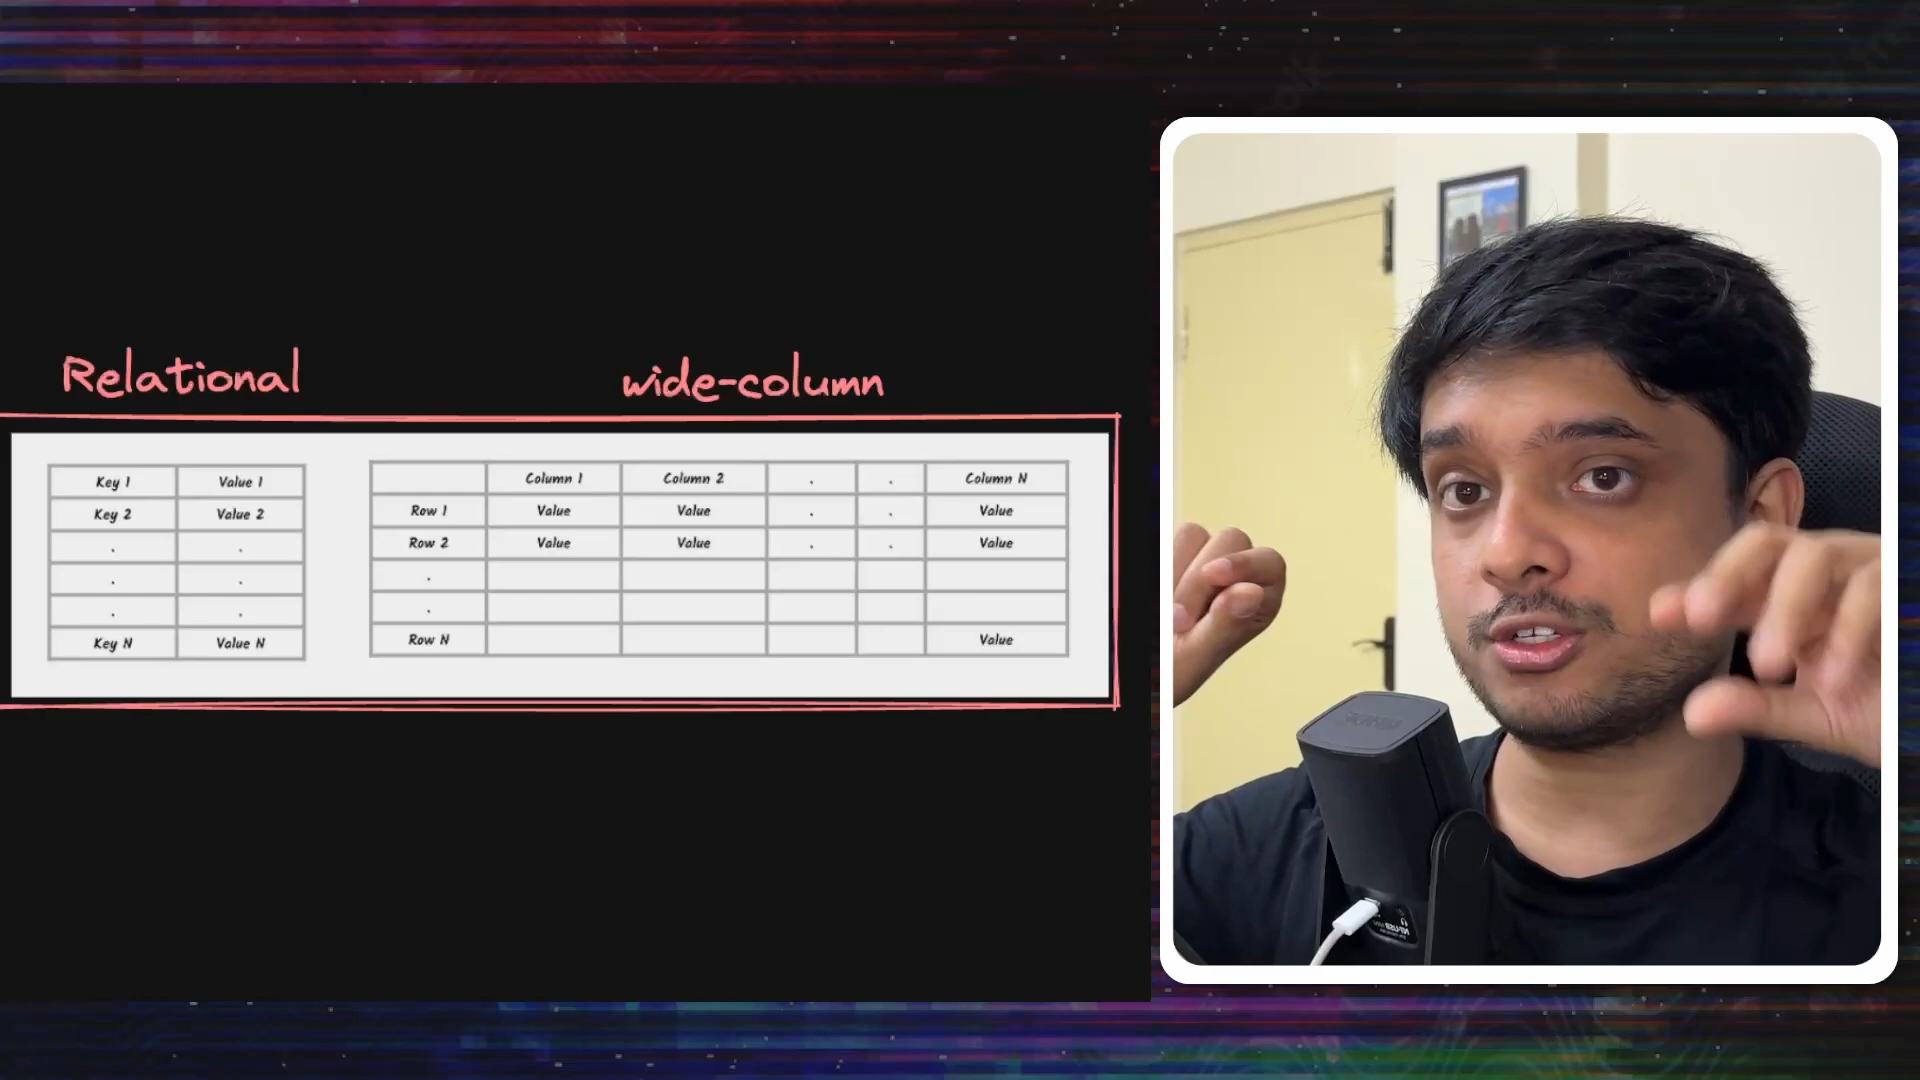 Relational
wide-column
Key 1 Value 1
Key 2 Value 2
. .
. .
. .
Key N Value N
Column 1 Column 2 . . Column N
Row 1 Value Value . . Value
Row 2 Value Value . . Value
.
.
Row N Value